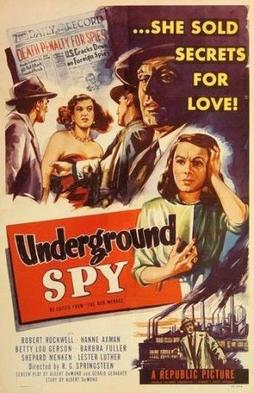 ...SHE SOLD
SECRETS
FOR
LOVE!
DAILY RECORD
DEATH PENALTY FOR SPIES
U.S. Cracks Down
on Foreign Spies
Underground
SPY
RE-EDITED FROM "THE RED MENACE"
ROBERT ROCKWELL · HANNE AXMAN
BETTY LOU GERSON · BARBRA FULLER
SHEPARD MENKEN · LESTER LUTHER
Directed by R. G. SPRINGSTEEN
SCREEN PLAY BY ALBERT DeMOND and GERALD GERAGHTY
STORY BY ALBERT DeMOND
A REPUBLIC PICTURE